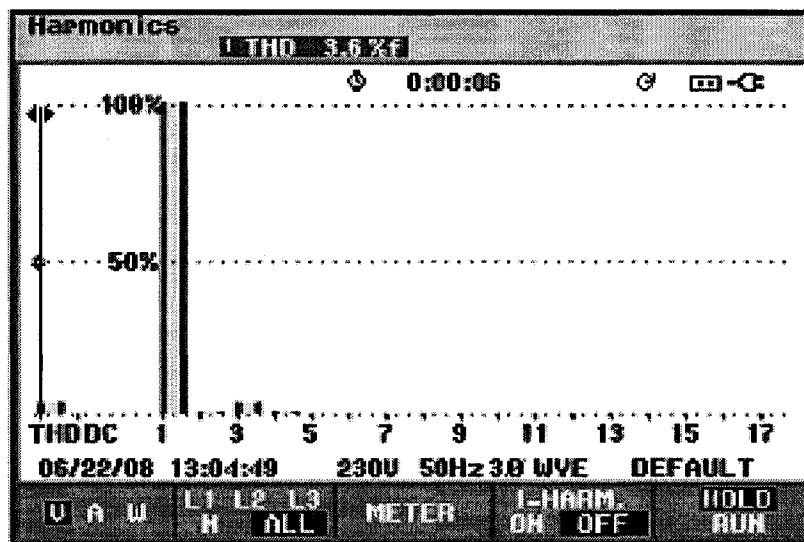 Harmonics
1 THD 3.6%f
0:00:06
100%
50%
THD DC 1 3 5 7 9 11 13 15 17
06/22/08 13:04:49 230V 50Hz 3.0 WYE DEFAULT
V A W L1 L2 L3 METER I-HARM. HOLD
N ALL ON OFF RUN